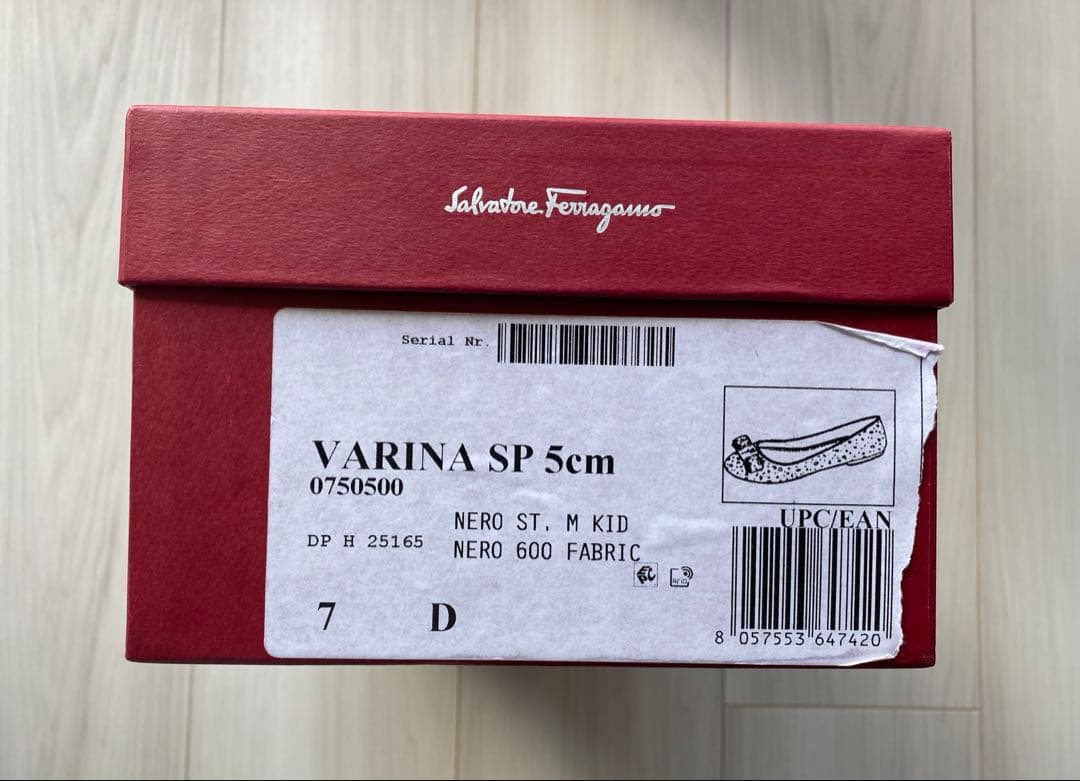 Salvatore Ferragamo
Serial Nr.
VARINA SP 5cm
0750500
NERO ST. M KID
DP H 25165
NERO 600 FABRIC
UPC/EAN
RFID
7 D
8 057553 647420